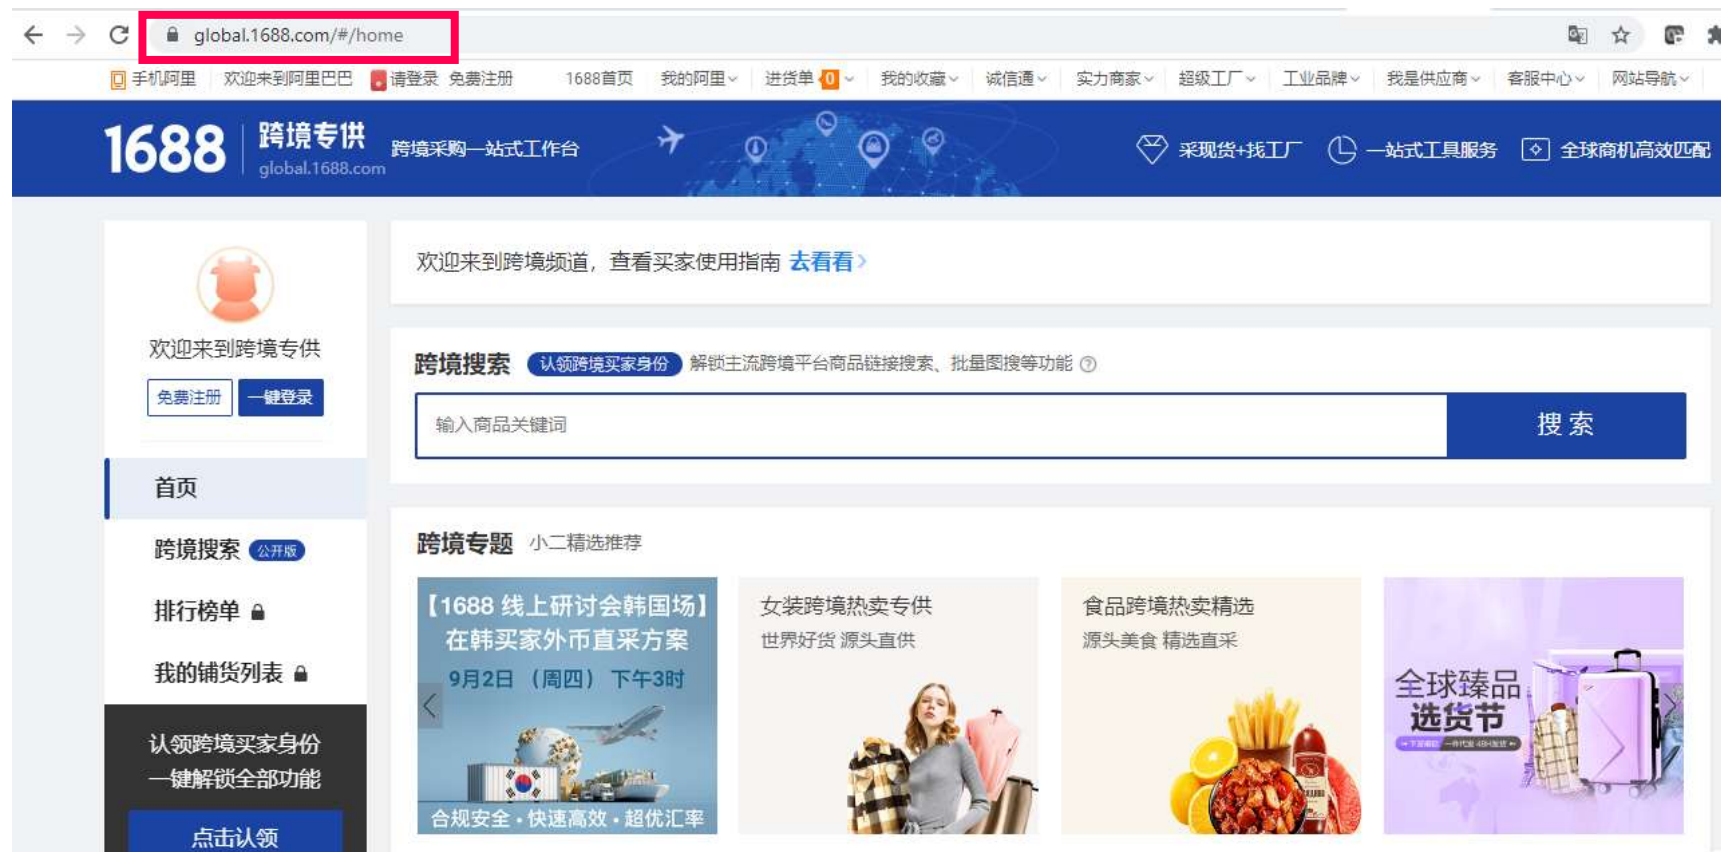 global.1688.com/#/home
手机阿里 欢迎来到阿里巴巴 请登录 免费注册 1688首页 我的阿里 进货单 0 我的收藏 诚信通 实力商家 超级工厂 工业品牌 我是供应商 客服中心 网站导航
1688 跨境专供 global.1688.com 跨境采购一站式工作台 采现货+找工厂 一站式工具服务 全球商机高效匹配
欢迎来到跨境频道，查看买家使用指南 去看看
欢迎来到跨境专供
免费注册 一键登录
跨境搜索 认领跨境买家身份 解锁主流跨境平台商品链接搜索、批量图搜等功能
输入商品关键词 搜 索
首页
跨境搜索 公开版
排行榜单
我的铺货列表
认领跨境买家身份
一键解锁全部功能
点击认领
跨境专题 小二精选推荐
【1688 线上研讨会韩国场】
在韩买家外币直采方案
9月2日 （周四） 下午3时
合规安全·快速高效·超优汇率
女装跨境热卖专供
世界好货 源头直供
食品跨境热卖精选
源头美食 精选直采
全球臻品
选货节